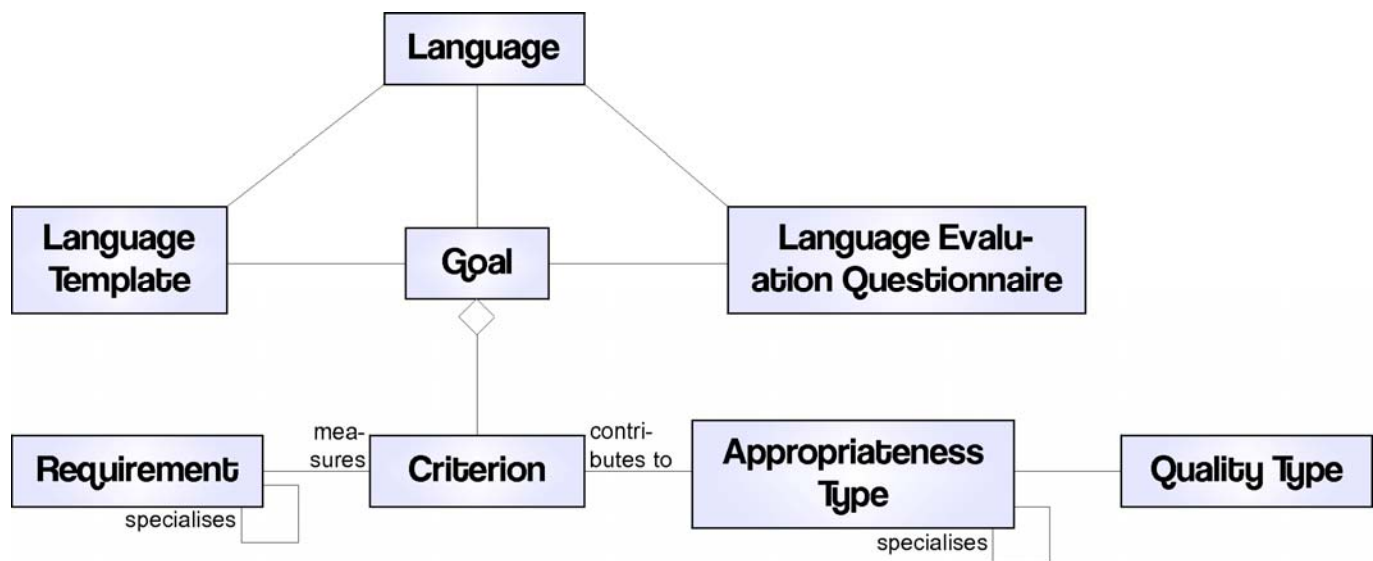 Language
Language
Template
Goal
Language Evalu-
ation Questionnaire
Requirement
specialises
mea-
sures
Criterion
contri-
butes to
Appropriateness
Type
specialises
Quality Type